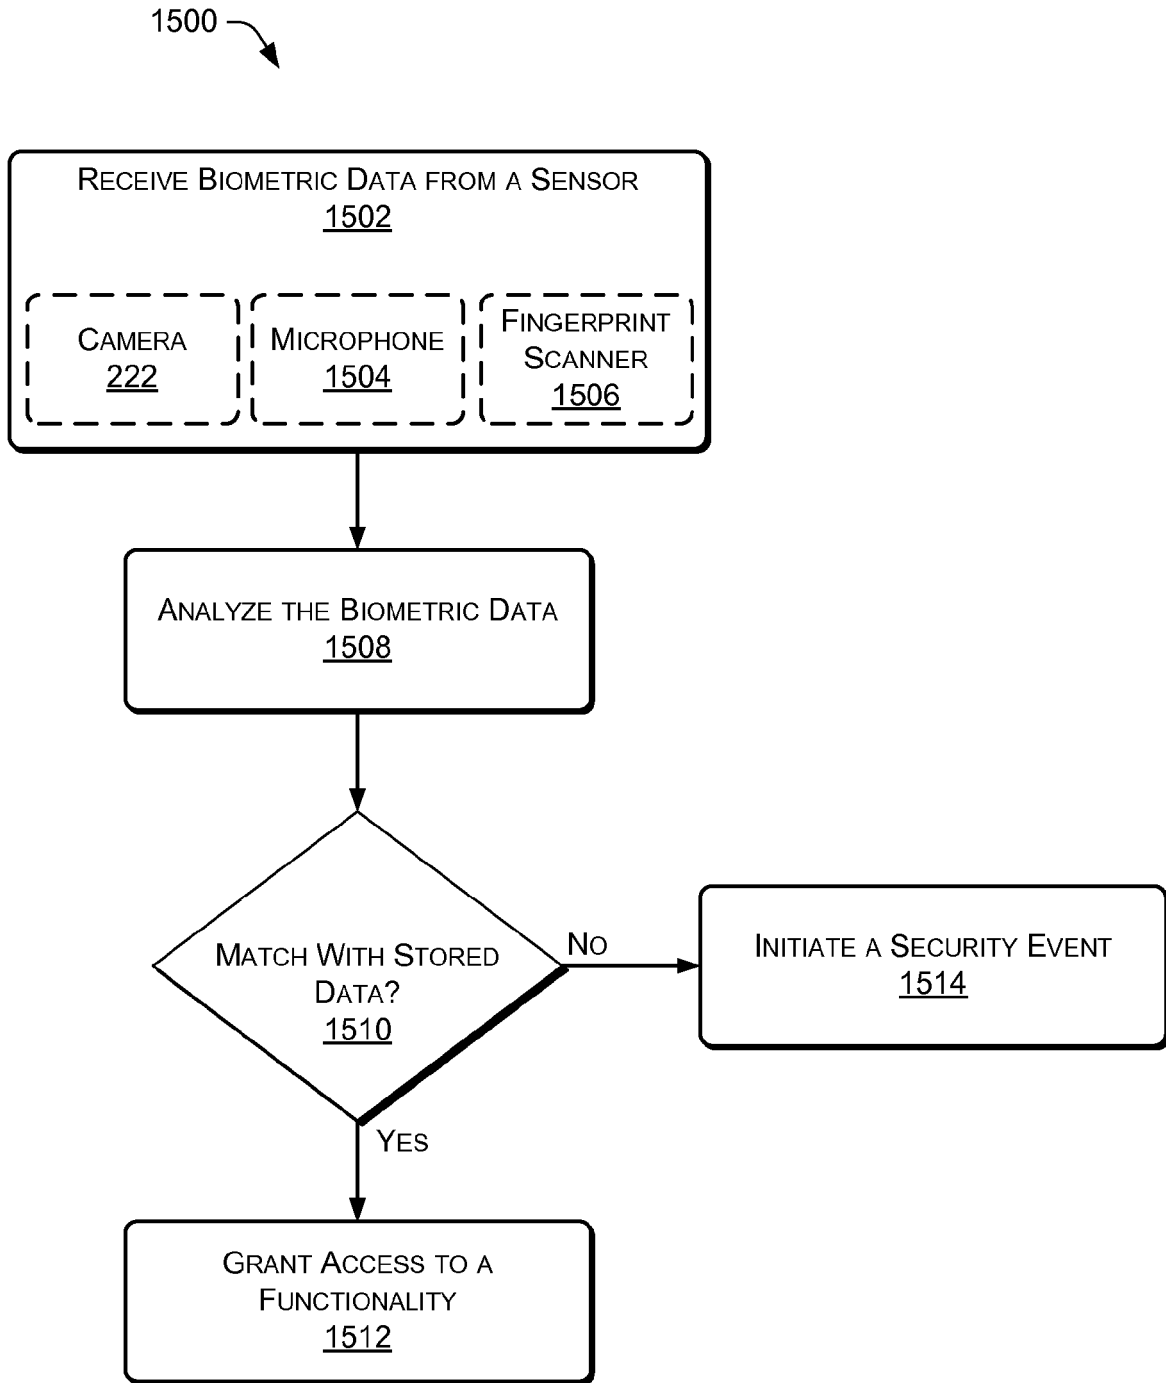 1500
RECEIVE BIOMETRIC DATA FROM A SENSOR
1502
CAMERA
222
MICROPHONE
1504
FINGERPRINT
SCANNER
1506
ANALYZE THE BIOMETRIC DATA
1508
MATCH WITH STORED
DATA?
1510
NO
INITIATE A SECURITY EVENT
1514
YES
GRANT ACCESS TO A
FUNCTIONALITY
1512